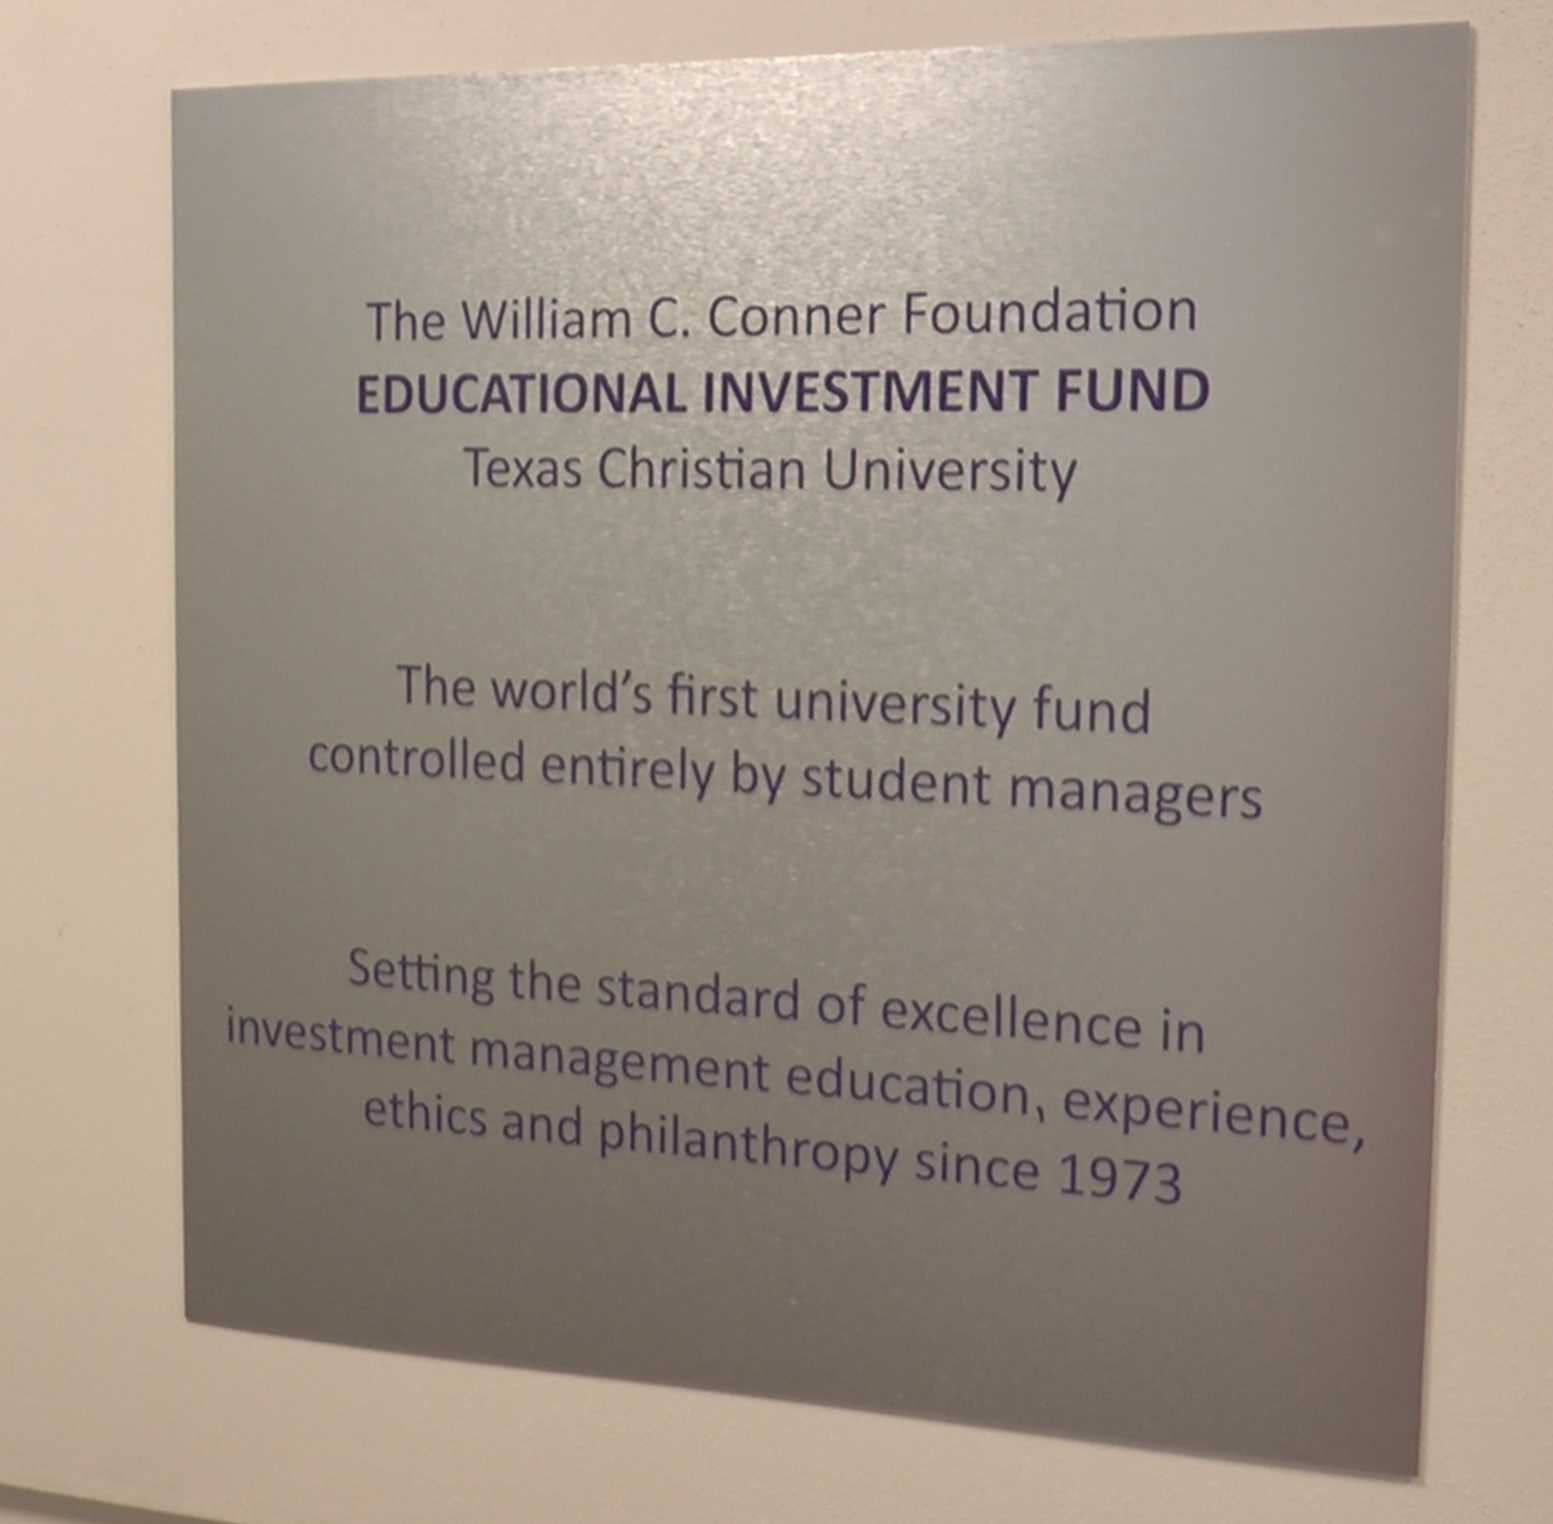 The William C. Conner Foundation
EDUCATIONAL INVESTMENT FUND
Texas Christian University
The world's first university fund
controlled entirely by student managers
Setting the standard of excellence in
investment management education, experience,
ethics and philanthropy since 1973